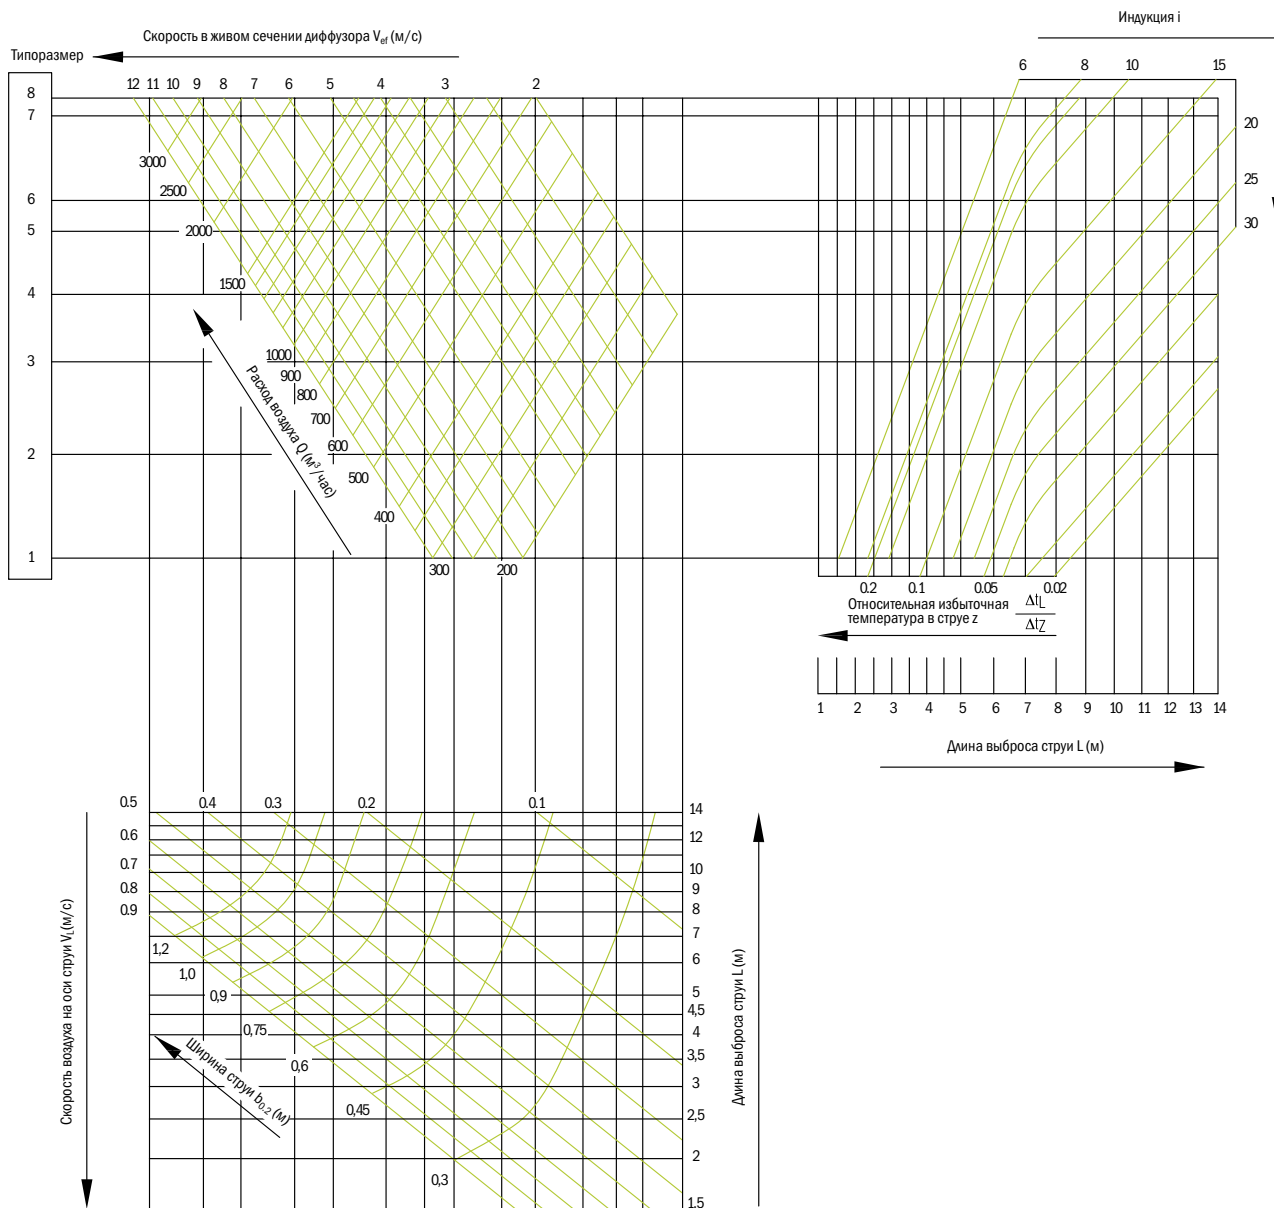 Скорость в живом сечении диффузора Vef (м/с)
Типоразмер
12 11 10 9 8 7 6 5 4 3 2
8
7
6
5
4
3
2
1
3000
2500
2000
1500
1000
900
800
700
600
500
400
300
200
Расход воздуха Q (м³/час)
Индукция i
6 8 10 15
20
25
30
0.2 0.1 0.05 0.02
Относительная избыточная
температура в струе z
ΔtL
ΔtZ
1 2 3 4 5 6 7 8 9 10 11 12 13 14
Длина выброса струи L (м)
0.5 0.4 0.3 0.2 0.1
0.6
0.7
0.8
0.9
14
12
10
9
8
7
6
5
4,5
4
3,5
3
2,5
2
1.5
1,2
1,0
0,9
0,75
0,6
0,45
0,3
Ширина струи b0.2 (м)
Скорость воздуха на оси струи VL(м/с)
Длина выброса струи L (м)